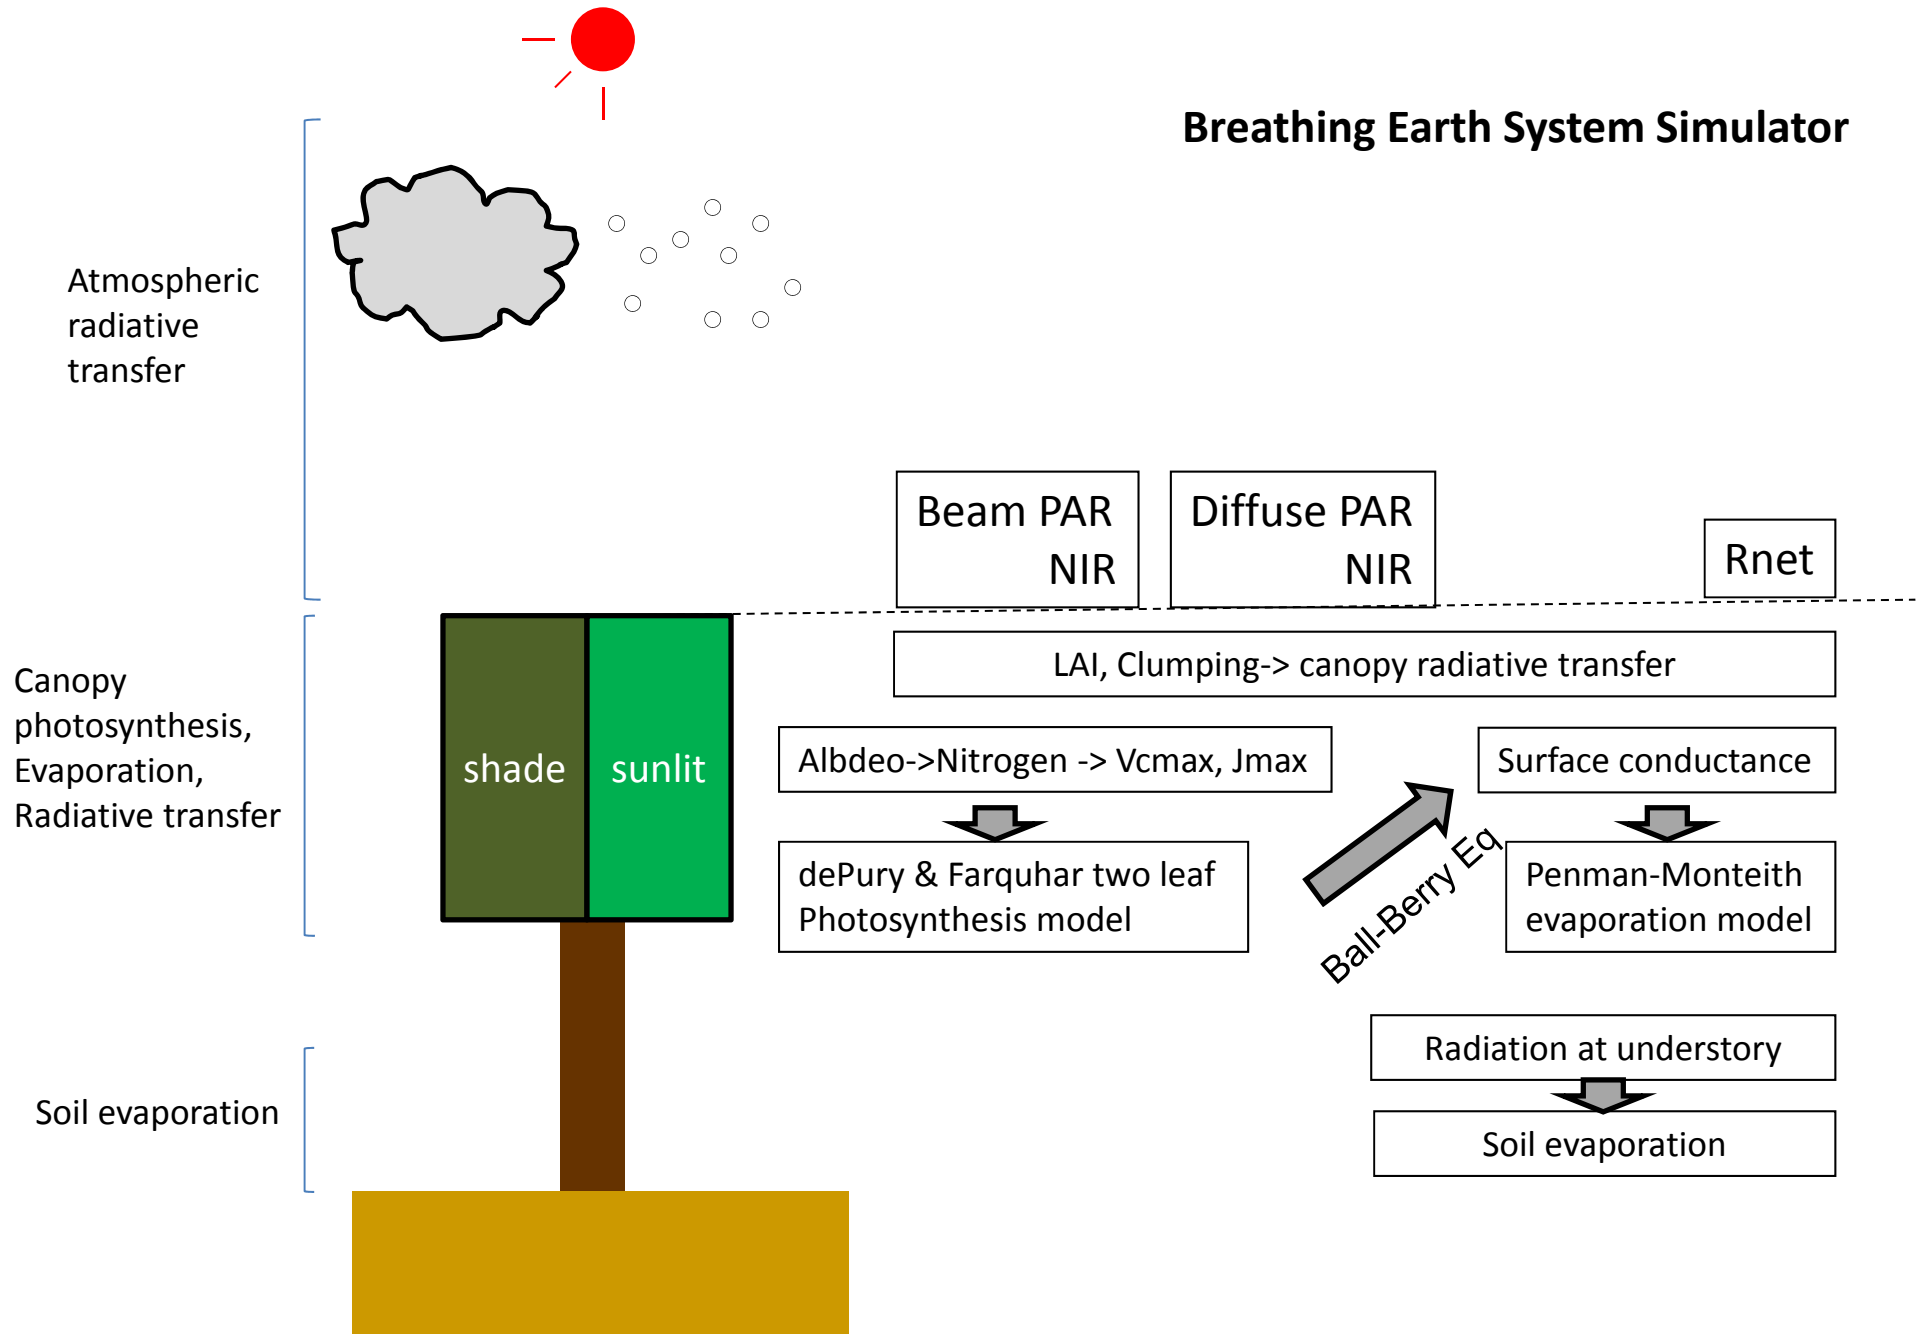 Breathing Earth System Simulator
Atmospheric
radiative
transfer
Beam PAR
NIR
Diffuse PAR
NIR
Rnet
LAI, Clumping-> canopy radiative transfer
Canopy
photosynthesis,
Evaporation,
Radiative transfer
shade
sunlit
Albdeo->Nitrogen -> Vcmax, Jmax
Surface conductance
dePury & Farquhar two leaf
Photosynthesis model
Ball-Berry Eq
Penman-Monteith
evaporation model
Radiation at understory
Soil evaporation
Soil evaporation